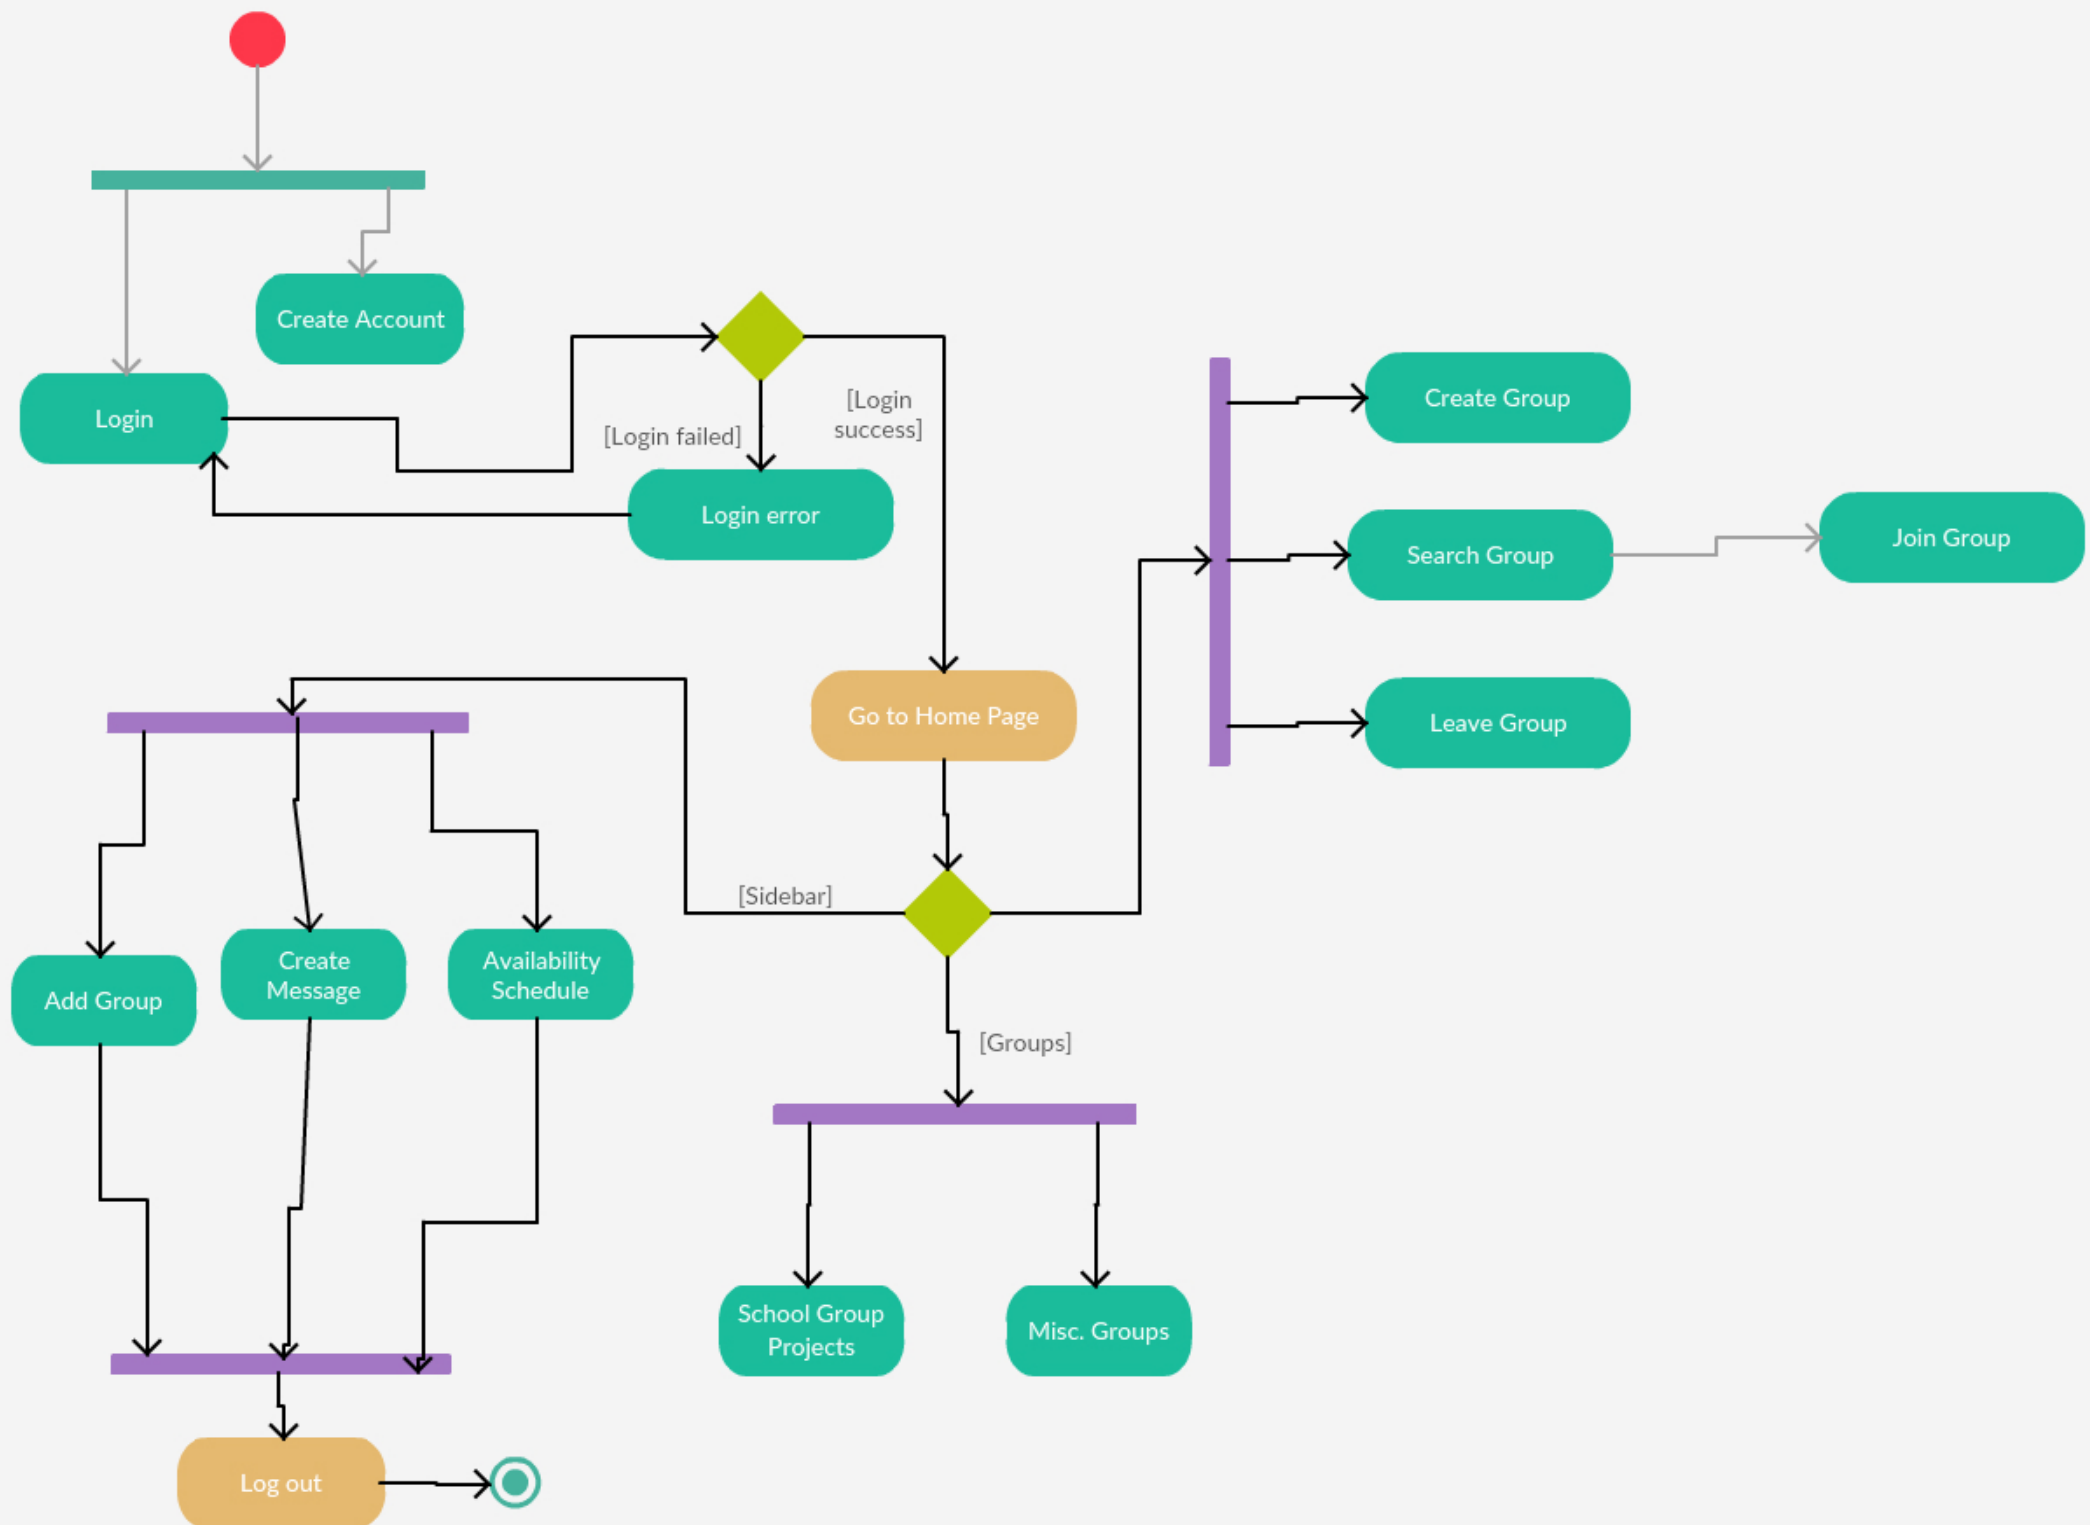 Create Account
Login
[Login failed]
[Login
success]
Login error
Create Group
Search Group
Join Group
Leave Group
Go to Home Page
[Sidebar]
[Groups]
Add Group
Create
Message
Availability
Schedule
School Group
Projects
Misc. Groups
Log out